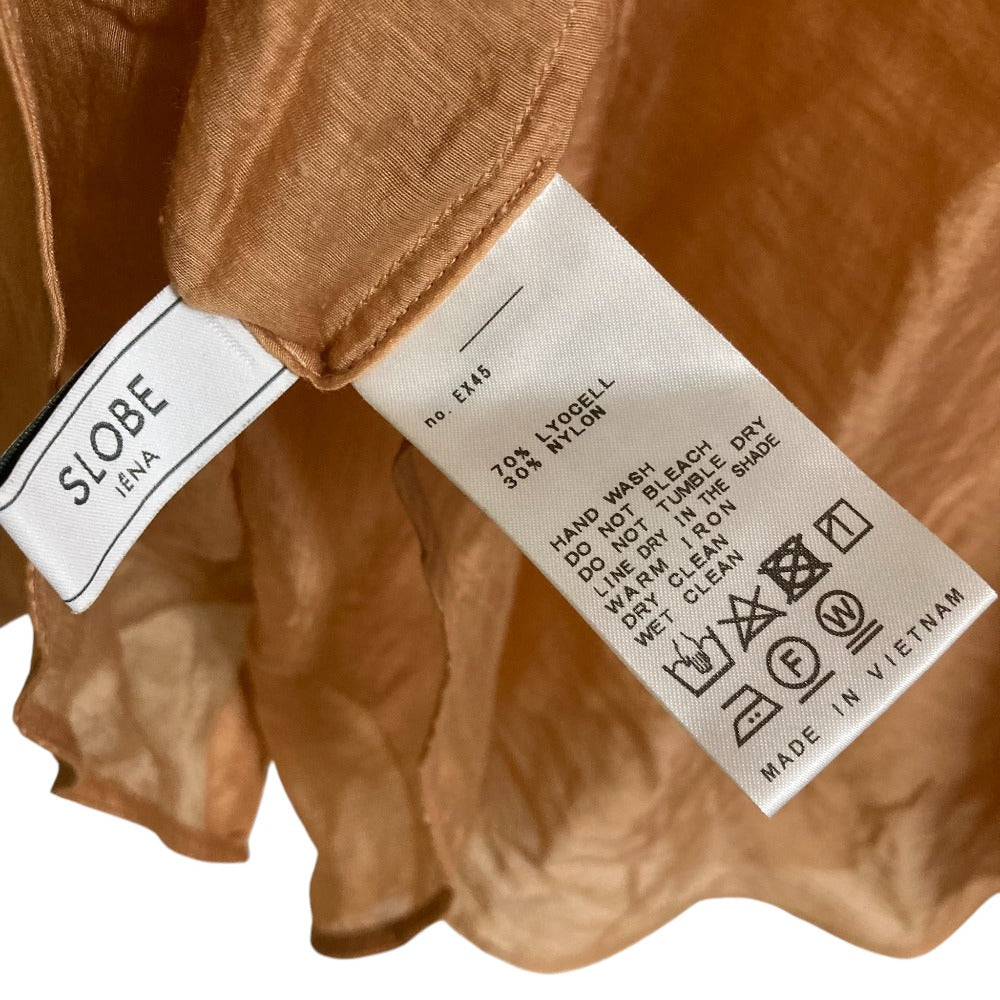 SLOBE
IÉNA
no. EX45
70% LYOCELL
30% NYLON
HAND WASH
DO NOT BLEACH
DO NOT TUMBLE DRY
LINE DRY IN THE SHADE
WARM IRON
DRY CLEAN
WET CLEAN
F
W
MADE IN VIETNAM